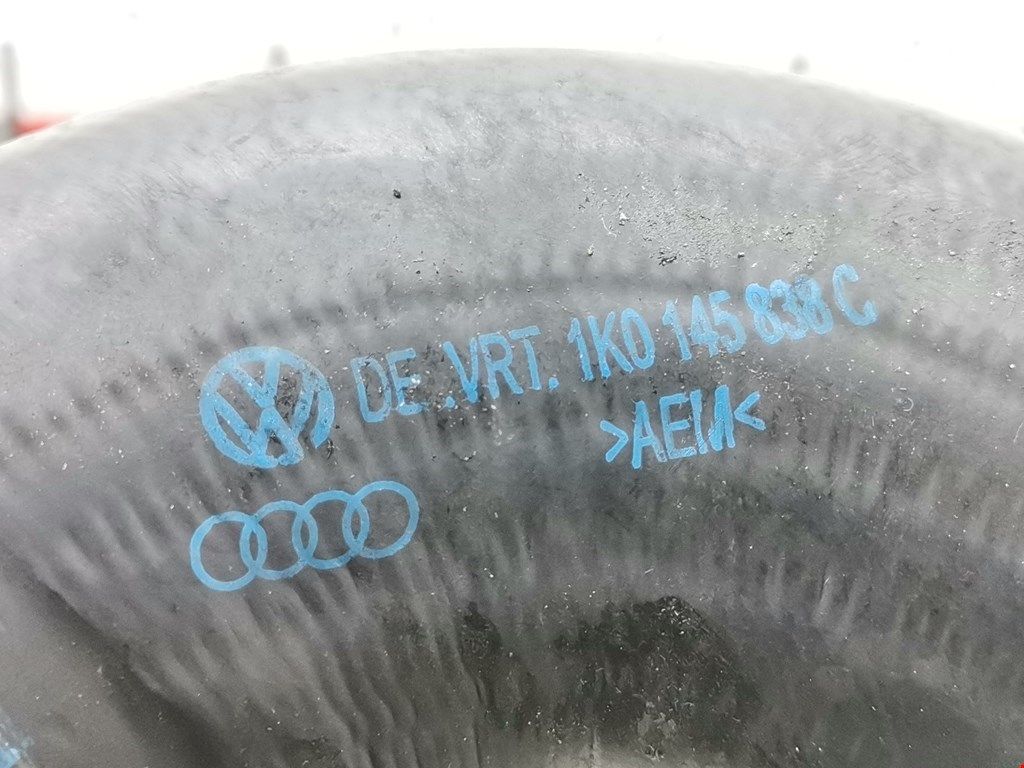 DE .VRT. 1K0 145 838 C
>AEM<